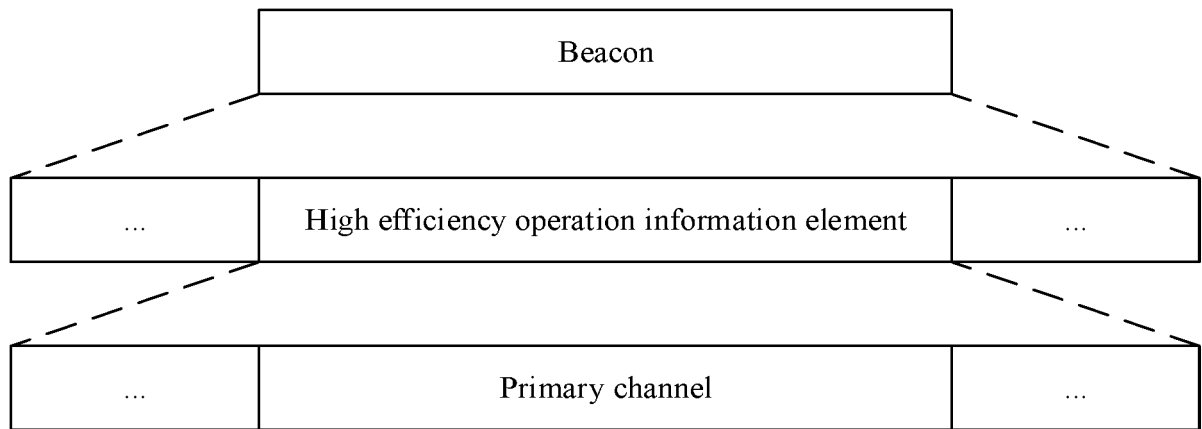 Beacon
... High efficiency operation information element ...
... Primary channel ...